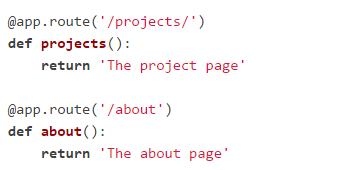 @app.route('/projects/')
def projects():
    return 'The project page'

@app.route('/about')
def about():
    return 'The about page'